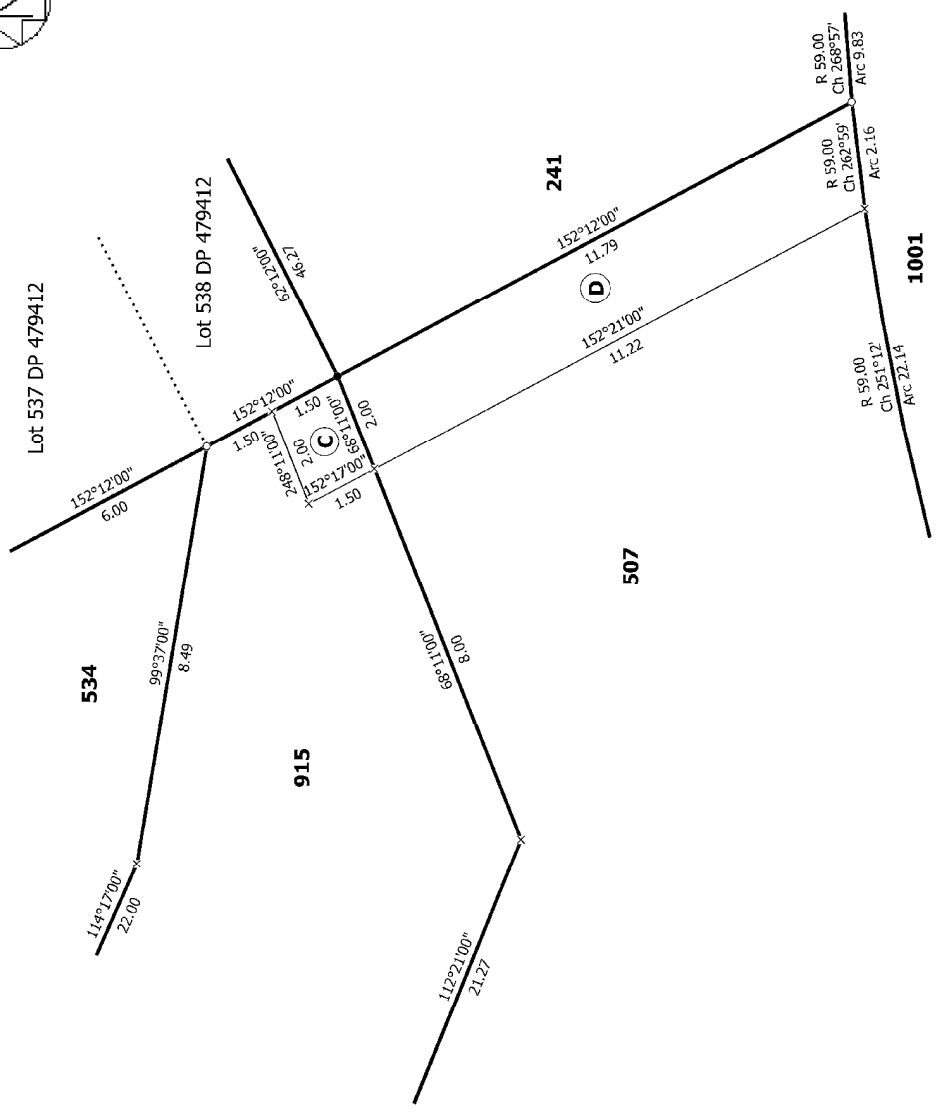 R 59.00
Ch 268°57'
Arc 9.83
R 59.00
Ch 262°59'
Arc 2.16
241
Lot 538 DP 479412
62°12'00"
46.27
Lot 537 DP 479412
152°12'00"
11.79
D
1001
152°21'00"
11.22
R 59.00
Ch 251°12'
Arc 22.14
152°12'00"
1.50
1.50
248°11'00"
2.00
C
68°11'00"
2.00
152°17'00"
1.50
152°12'00"
6.00
507
99°37'00"
8.49
534
68°11'00"
8.00
915
114°17'00"
22.00
112°21'00"
21.27